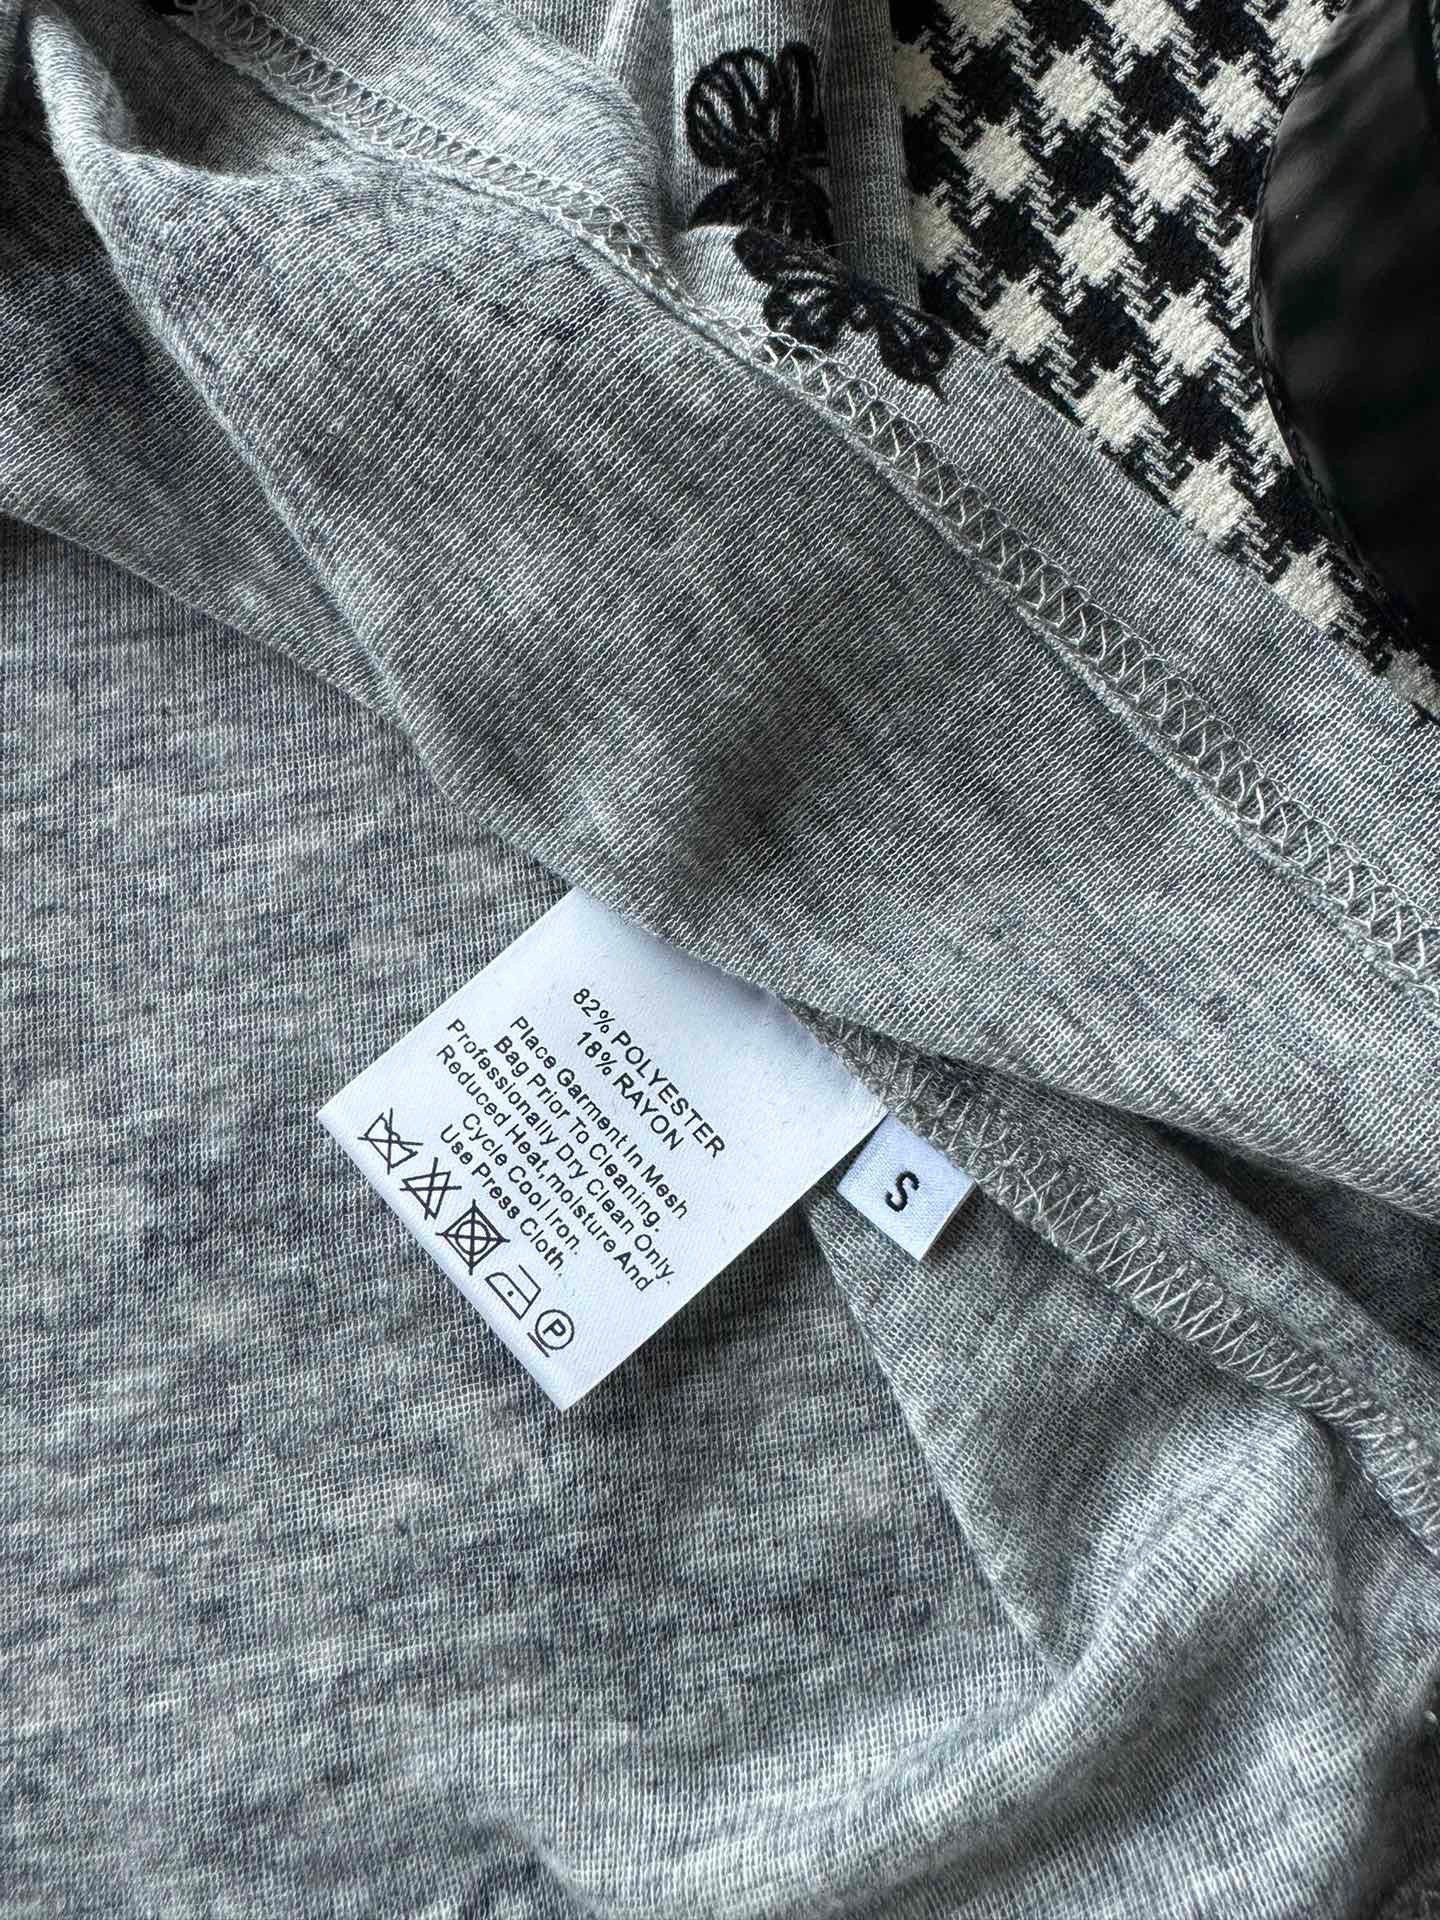 82% POLYESTER
18% RAYON
Place Garment In Mesh
Bag Prior To Cleaning.
Professionally Dry Clean Only.
Reduced Heat,moisture And
Cycle Cool Iron.
Use Press Cloth.
P
S